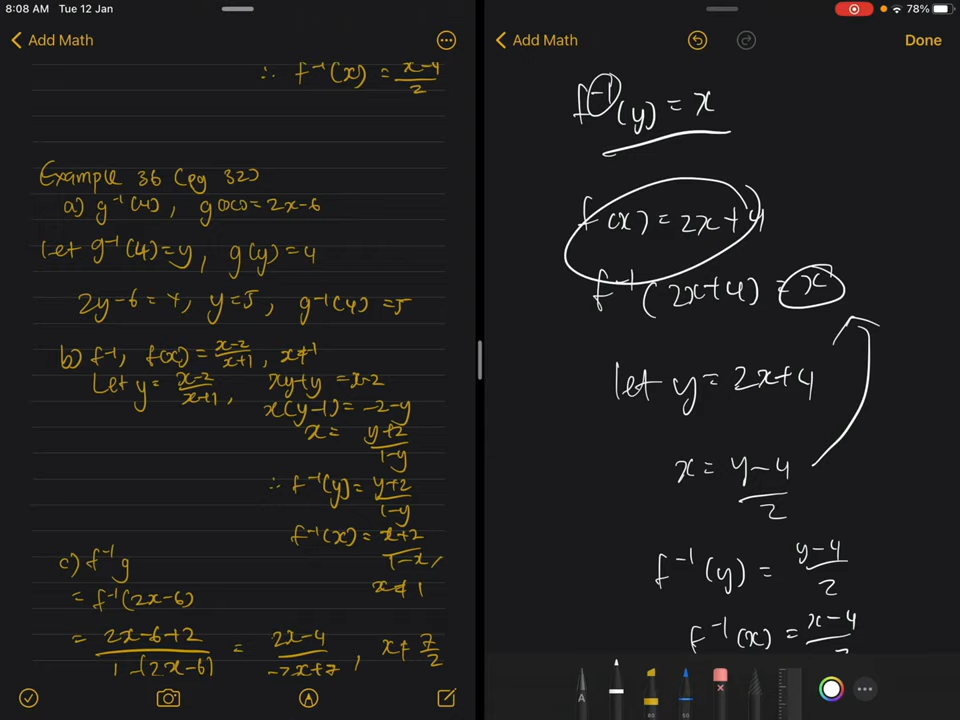 8:08 AM Tue 12 Jan
78%
Add Math
∴ f⁻¹(x) = (x-4)/2
Example 36 (pg 32)
a) g⁻¹(4), g(x)=2x-6
Let g⁻¹(4)=y, g(y)=4
2y-6=4, y=5, g⁻¹(4)=5
b) f⁻¹, f(x)=(x-2)/(x+1), x≠1
Let y=(x-2)/(x+1), xy+y=x-2
x(y-1)=-2-y
x=(y+2)/(1-y)
∴ f⁻¹(y)=(y+2)/(1-y)
f⁻¹(x)=(x+2)/(1-x),
x≠1
c) f⁻¹g
=f⁻¹(2x-6)
=(2x-6+2)/(1-(2x-6)) = (2x-4)/(-2x+7), x≠7/2
Add Math
Done
f⁻¹(y)=x
f(x)=2x+4
f⁻¹(2x+4)=x
let y=2x+4
x=(y-4)/2
f⁻¹(y)=(y-4)/2
f⁻¹(x)=(x-4)/2
A
80
50